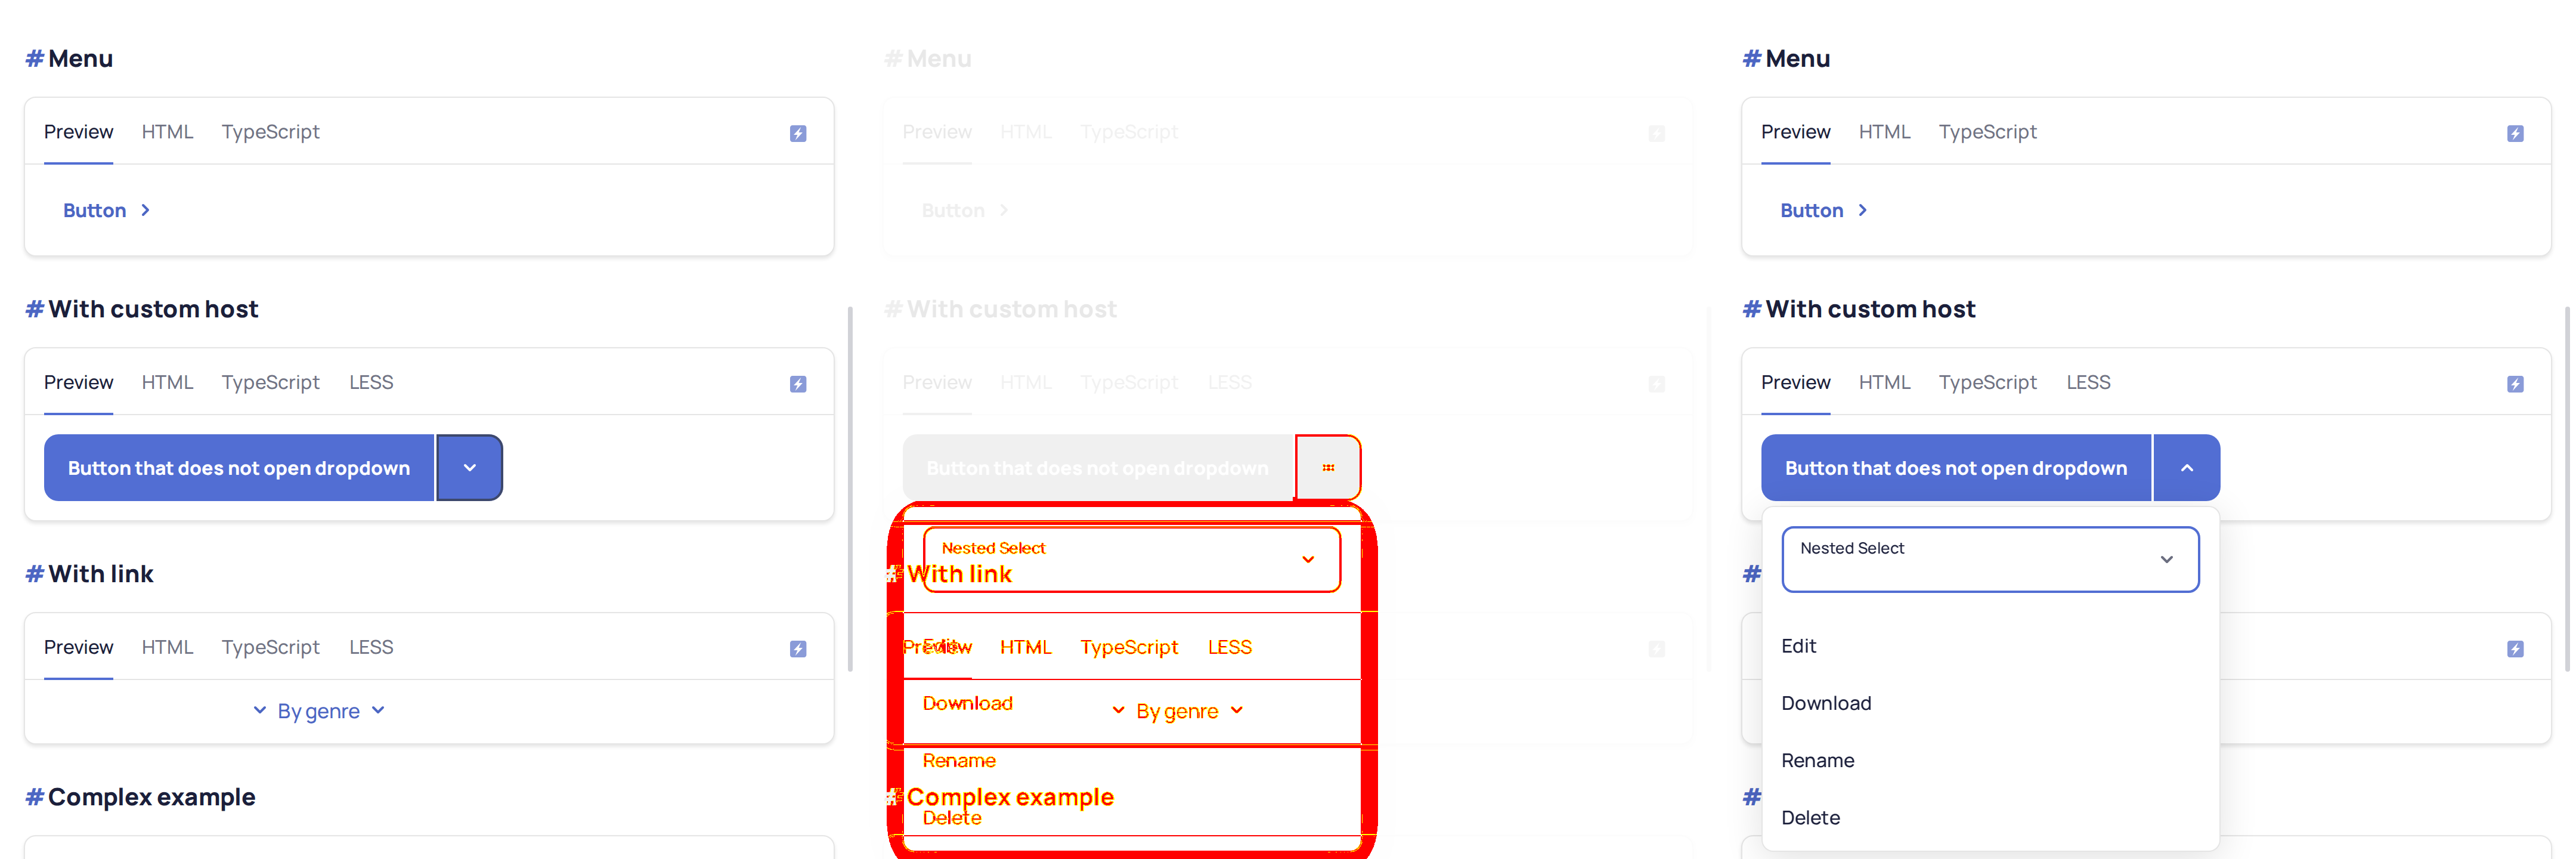 # Menu
Preview HTML TypeScript
Button
# With custom host
Preview HTML TypeScript LESS
Button that does not open dropdown
# With link
Preview HTML TypeScript LESS
By genre
# Complex example
# Menu
Preview HTML TypeScript
Button
# With custom host
Preview HTML TypeScript LESS
Button that does not open dropdown
Nested Select
# With link
Edit
Preview HTML TypeScript LESS
Download
By genre
Rename
# Complex example
Delete
# Menu
Preview HTML TypeScript
Button
# With custom host
Preview HTML TypeScript LESS
Button that does not open dropdown
Nested Select
#
Edit
Download
Rename
#
Delete